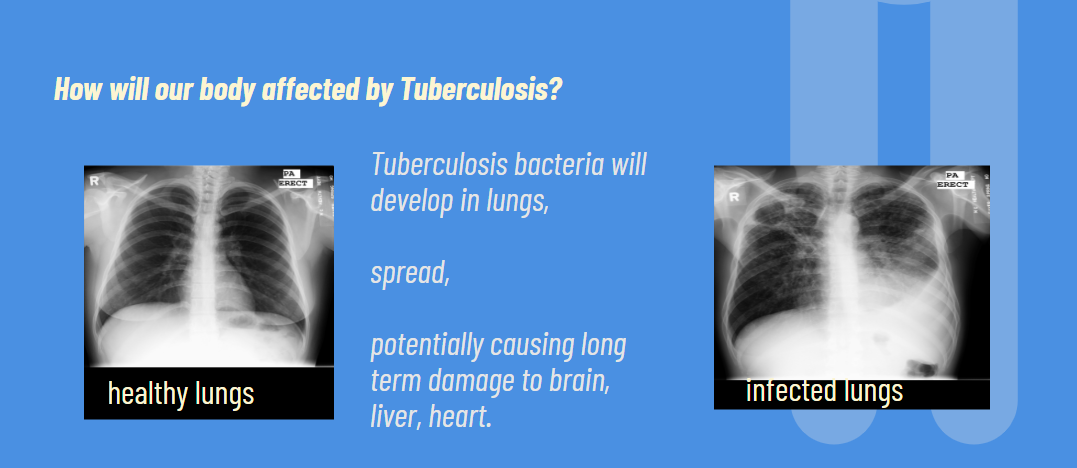 How will our body affected by Tuberculosis?
R
PA
ERECT
healthy lungs
Tuberculosis bacteria will
develop in lungs,
spread,
potentially causing long
term damage to brain,
liver, heart.
R
PA
ERECT
infected lungs